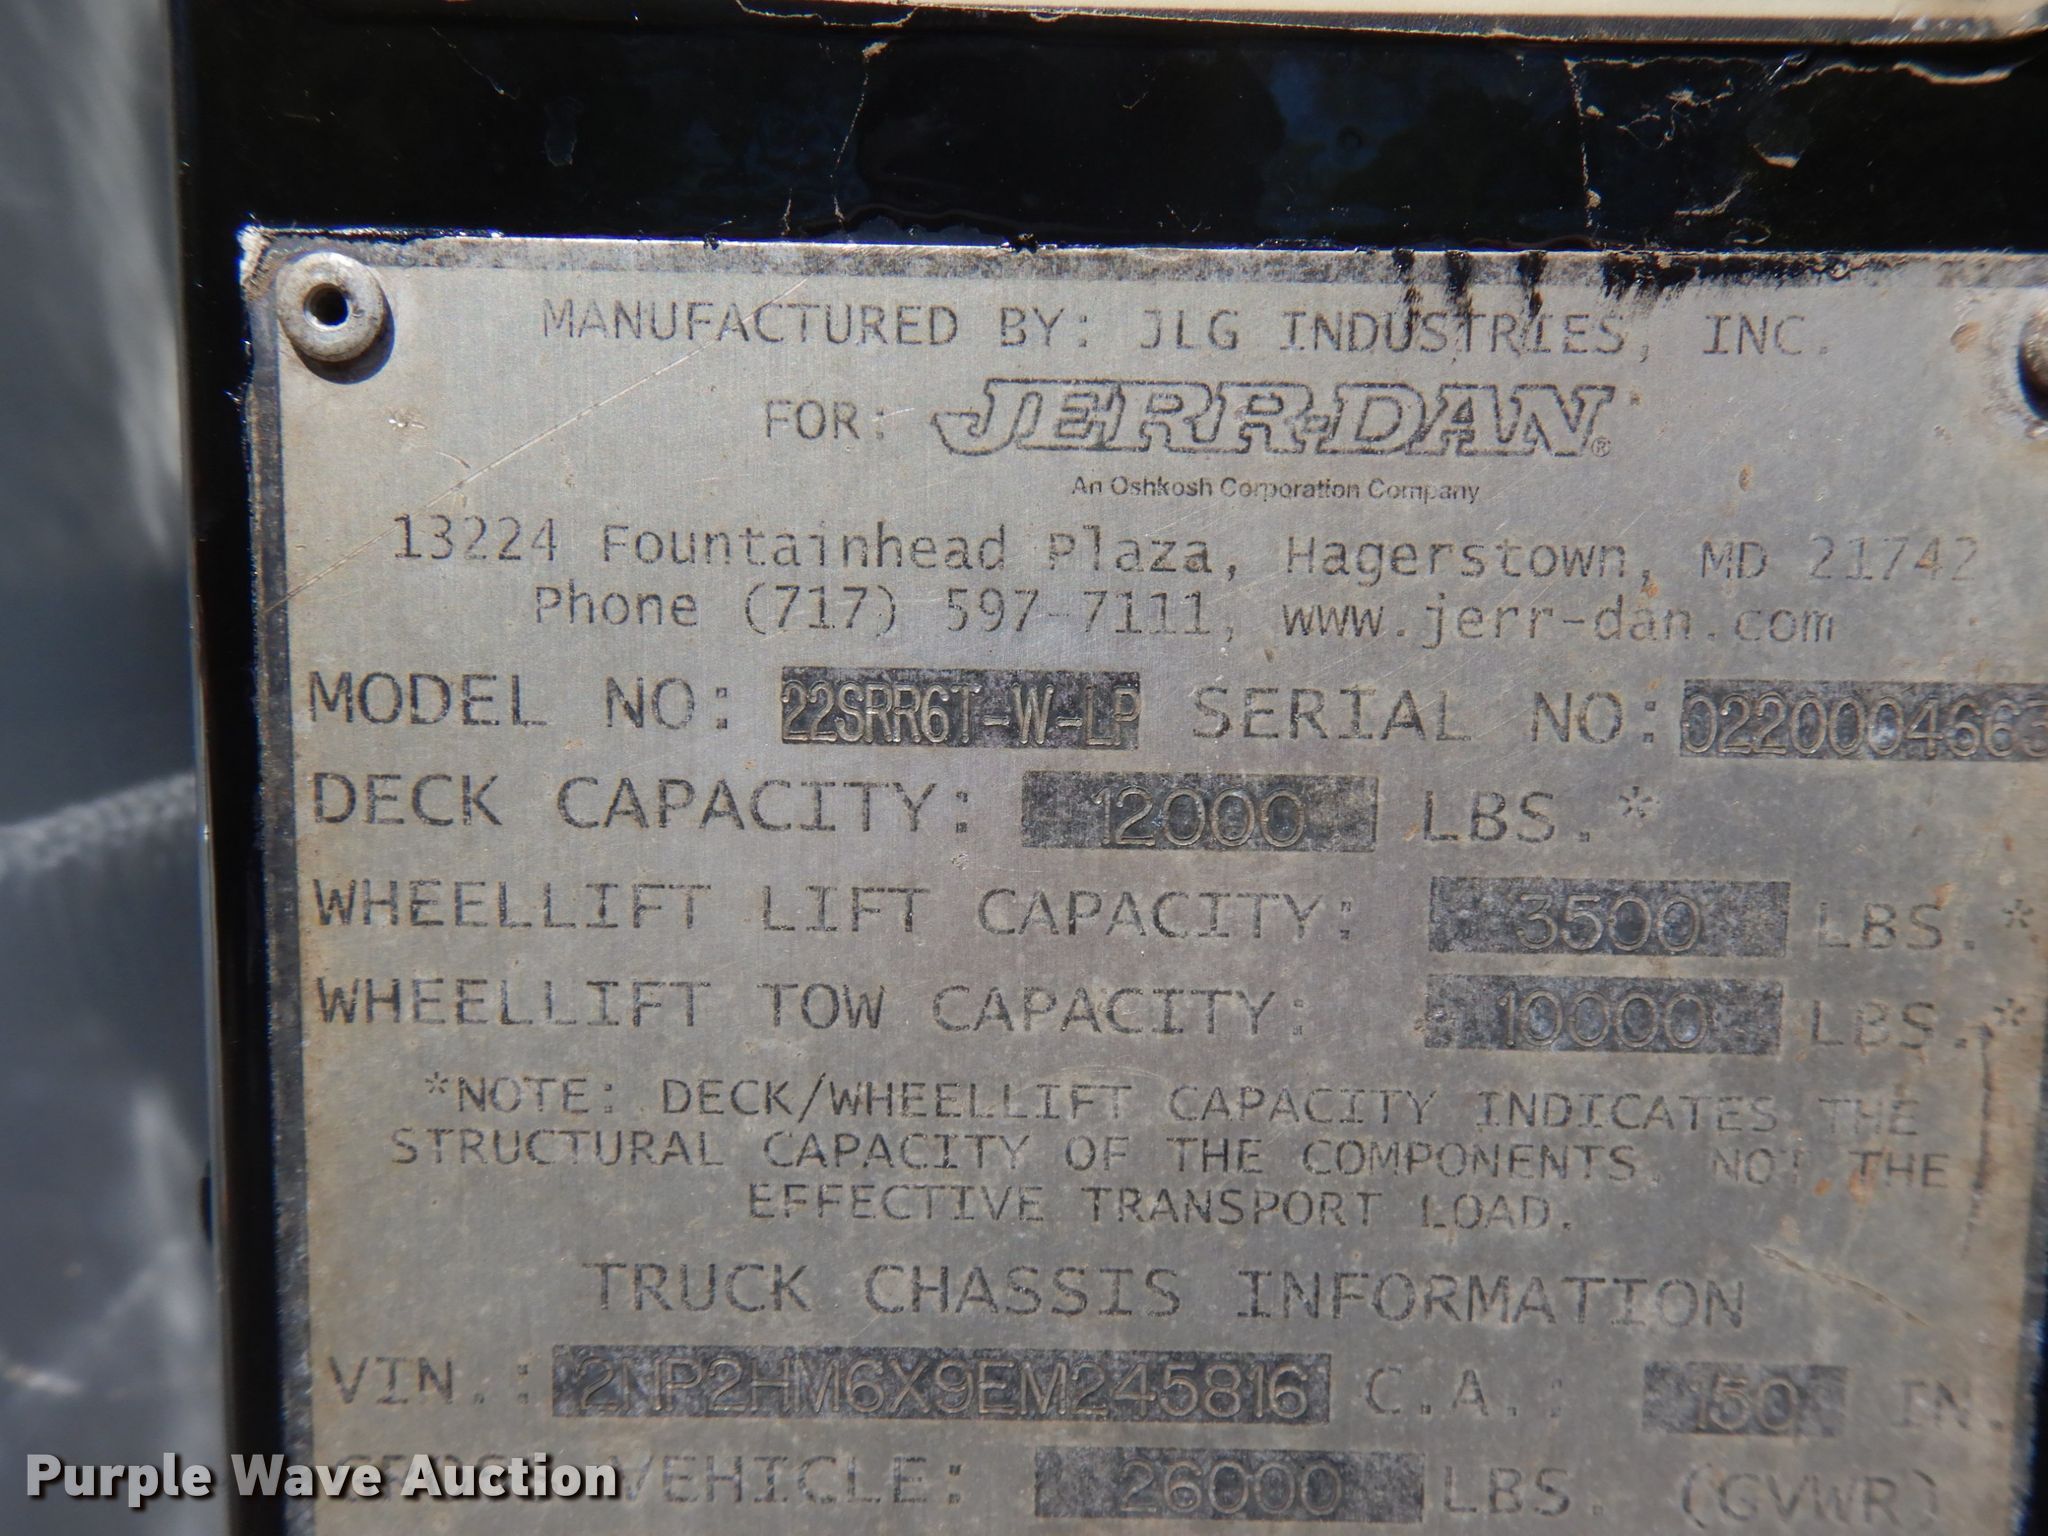 MANUFACTURED BY: JLG INDUSTRIES, INC.
FOR: JERR-DAN®
An Oshkosh Corporation Company
13224 Fountainhead Plaza, Hagerstown, MD 21742
Phone (717) 597-7111, www.jerr-dan.com
MODEL NO: 22SRR6T-W-LP SERIAL NO: 0220004663
DECK CAPACITY: 12000 LBS.*
WHEELLIFT LIFT CAPACITY: 3500 LBS.*
WHEELLIFT TOW CAPACITY: 10000 LBS.*
*NOTE: DECK/WHEELLIFT CAPACITY INDICATES THE
STRUCTURAL CAPACITY OF THE COMPONENTS, NOT THE
EFFECTIVE TRANSPORT LOAD.
TRUCK CHASSIS INFORMATION
VIN.: 2NP2HM6X9EM245816 C.A.: 150 IN.
GROSS VEHICLE: 26000 LBS. (GVWR)
Purple Wave Auction